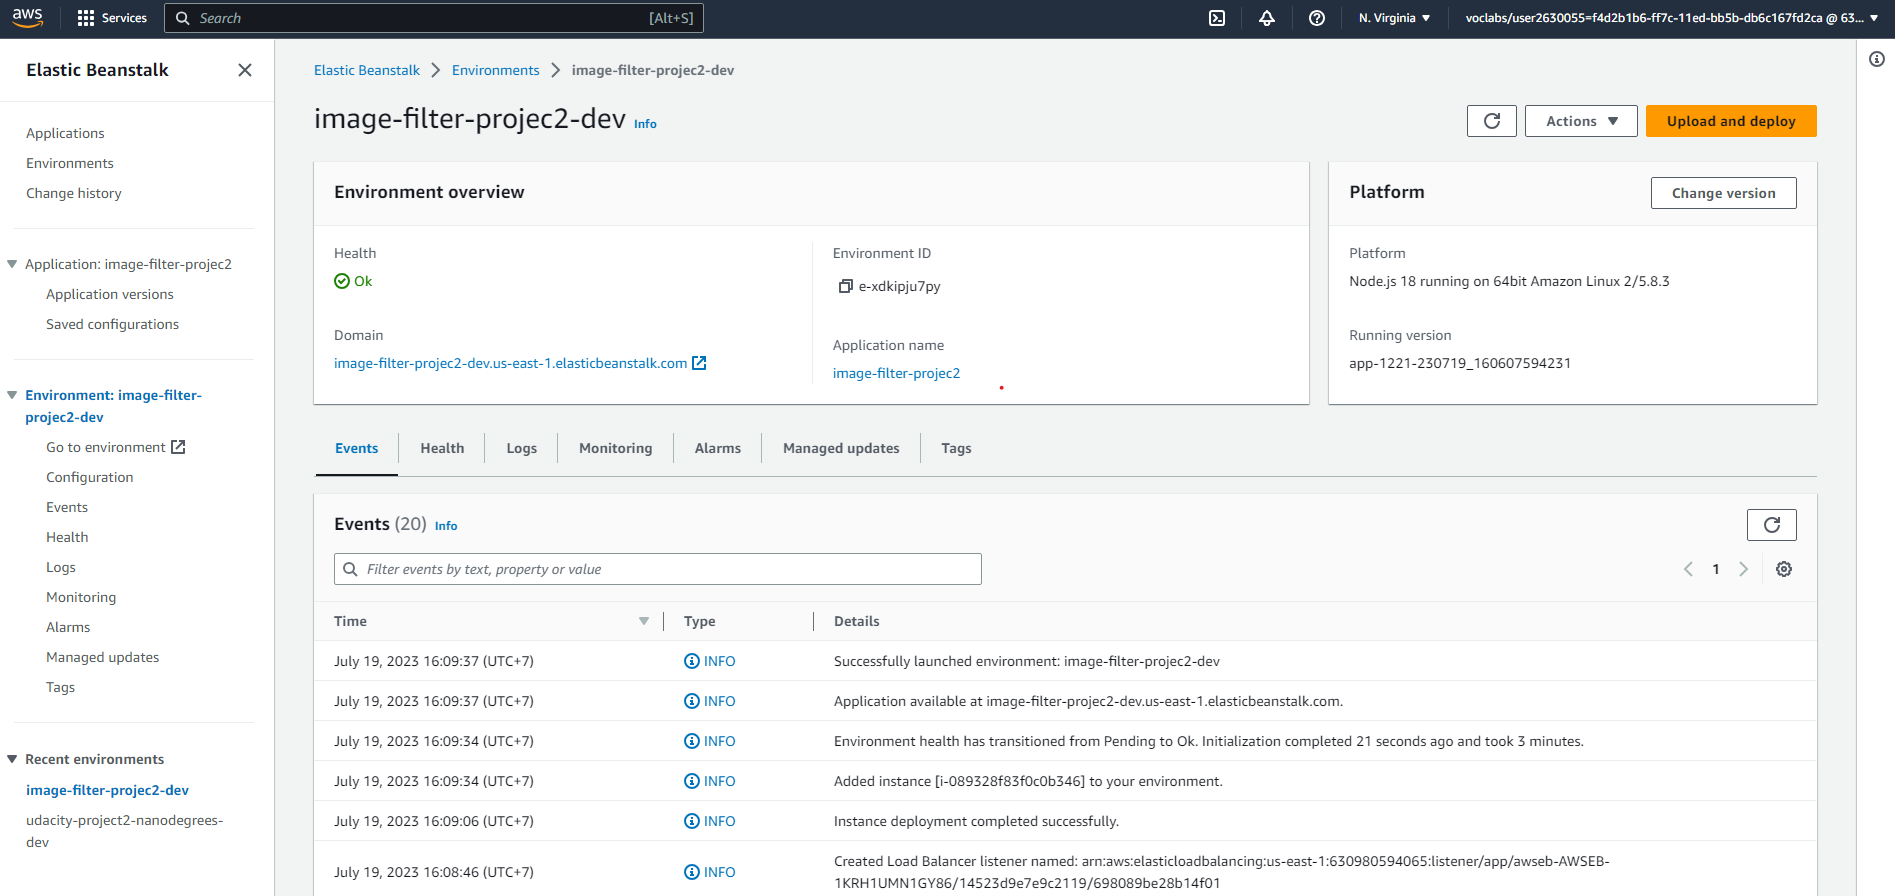 aws
Services
Search
[Alt+S]
N. Virginia
voclabs/user2630055=f4d2b1b6-ff7c-11ed-bb5b-db6c167fd2ca @ 63...
Elastic Beanstalk
Applications
Environments
Change history
Application: image-filter-projec2
Application versions
Saved configurations
Environment: image-filter-
projec2-dev
Go to environment
Configuration
Events
Health
Logs
Monitoring
Alarms
Managed updates
Tags
Recent environments
image-filter-projec2-dev
udacity-project2-nanodegrees-
dev
Elastic Beanstalk
Environments
image-filter-projec2-dev
image-filter-projec2-dev Info
Actions
Upload and deploy
Environment overview
Health
Ok
Domain
image-filter-projec2-dev.us-east-1.elasticbeanstalk.com
Environment ID
e-xdkipju7py
Application name
image-filter-projec2
Platform
Change version
Platform
Node.js 18 running on 64bit Amazon Linux 2/5.8.3
Running version
app-1221-230719_160607594231
Events
Health
Logs
Monitoring
Alarms
Managed updates
Tags
Events (20) Info
Filter events by text, property or value
1
Time Type Details
July 19, 2023 16:09:37 (UTC+7) INFO Successfully launched environment: image-filter-projec2-dev
July 19, 2023 16:09:37 (UTC+7) INFO Application available at image-filter-projec2-dev.us-east-1.elasticbeanstalk.com.
July 19, 2023 16:09:34 (UTC+7) INFO Environment health has transitioned from Pending to Ok. Initialization completed 21 seconds ago and took 3 minutes.
July 19, 2023 16:09:34 (UTC+7) INFO Added instance [i-089328f83f0c0b346] to your environment.
July 19, 2023 16:09:06 (UTC+7) INFO Instance deployment completed successfully.
July 19, 2023 16:08:46 (UTC+7) INFO Created Load Balancer listener named: arn:aws:elasticloadbalancing:us-east-1:630980594065:listener/app/awseb-AWSEB-
1KRH1UMN1GY86/14523d9e7e9c2119/698089be28b14f01